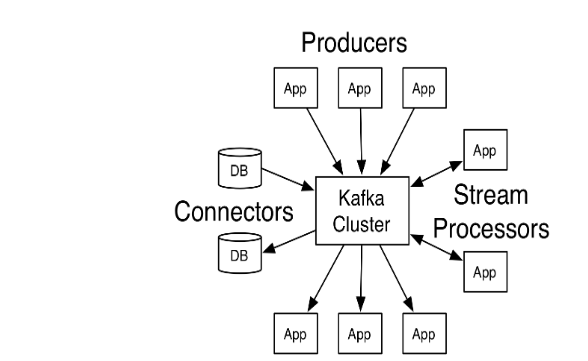 Producers
App
App
App
App
DB
Kafka
Cluster
Stream
Processors
Connectors
DB
App
App
App
App